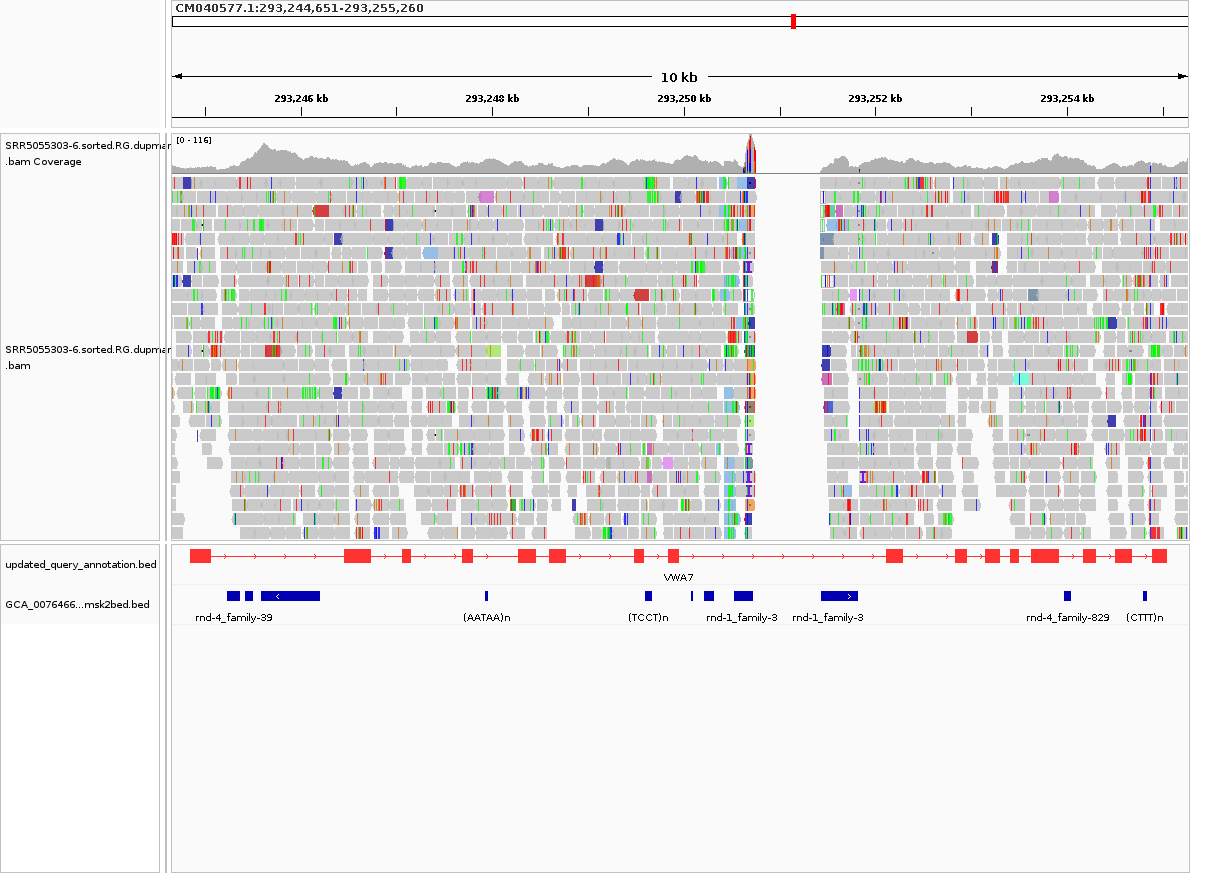 CM040577.1:293,244,651-293,255,260
10 kb
293,246 kb 293,248 kb 293,250 kb 293,252 kb 293,254 kb
SRR5055303-6.sorted.RG.dupmar
.bam Coverage
[0 - 116]
SRR5055303-6.sorted.RG.dupmar
.bam
updated_query_annotation.bed
VWA7
GCA_0076466...msk2bed.bed
rnd-4_family-39 (AATAA)n (TCCT)n rnd-1_family-3 rnd-1_family-3 rnd-4_family-829 (CTTT)n